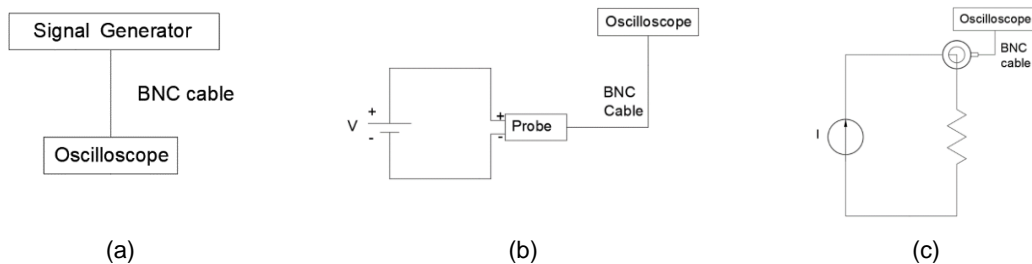 Signal Generator
BNC cable
Oscilloscope
(a)
Oscilloscope
BNC
Cable
+
V
-
+
Probe
-
(b)
Oscilloscope
BNC
cable
I
(c)